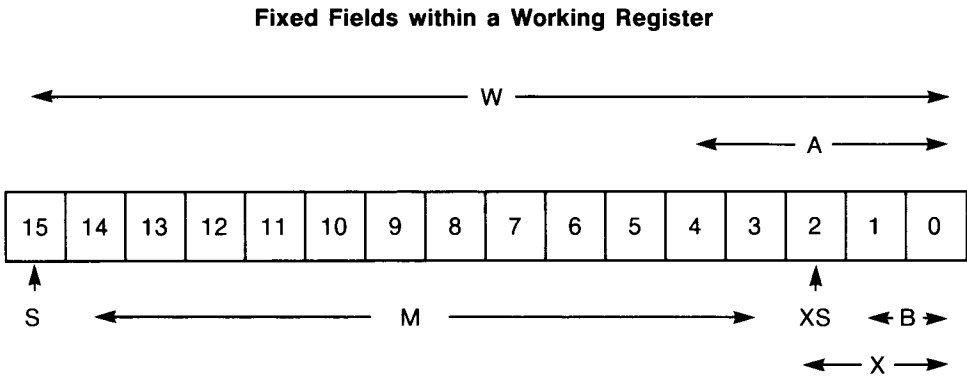 Fixed Fields within a Working Register
W
A
15 14 13 12 11 10 9 8 7 6 5 4 3 2 1 0
S M XS B
X